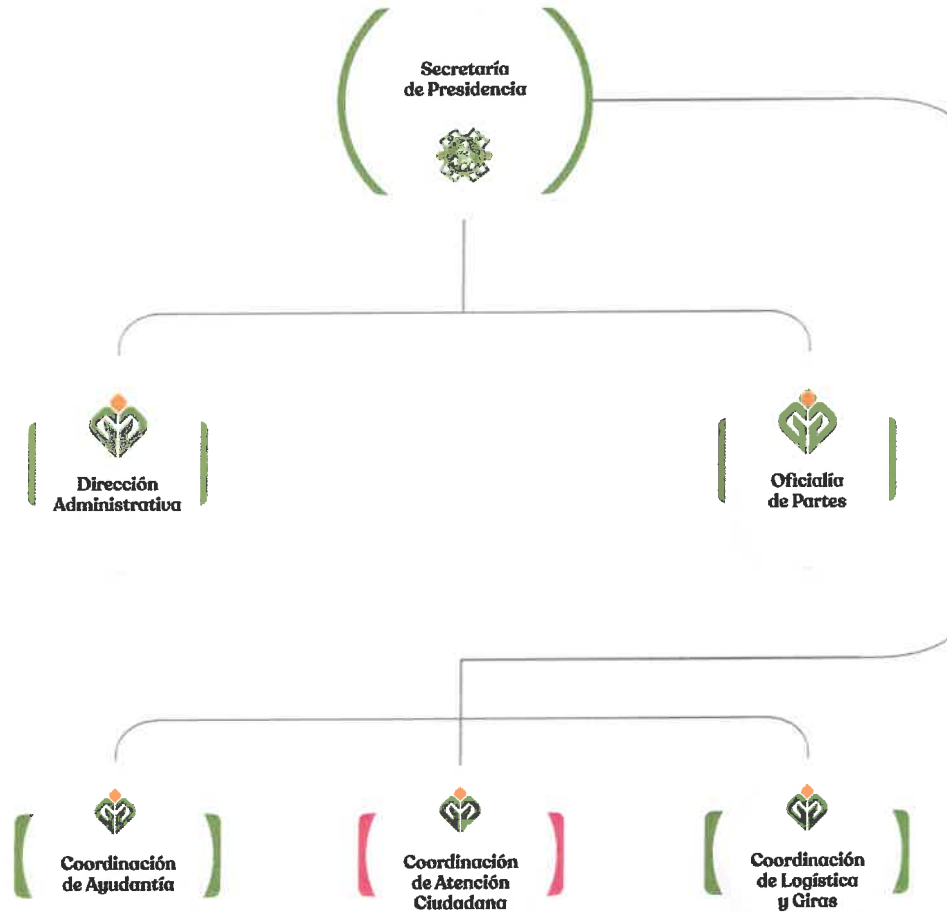 Secretaría
de Presidencia
Dirección
Administrativa
Oficialía
de Partes
Coordinación
de Ayudantía
Coordinación
de Atención
Ciudadana
Coordinación
de Logística
y Giras